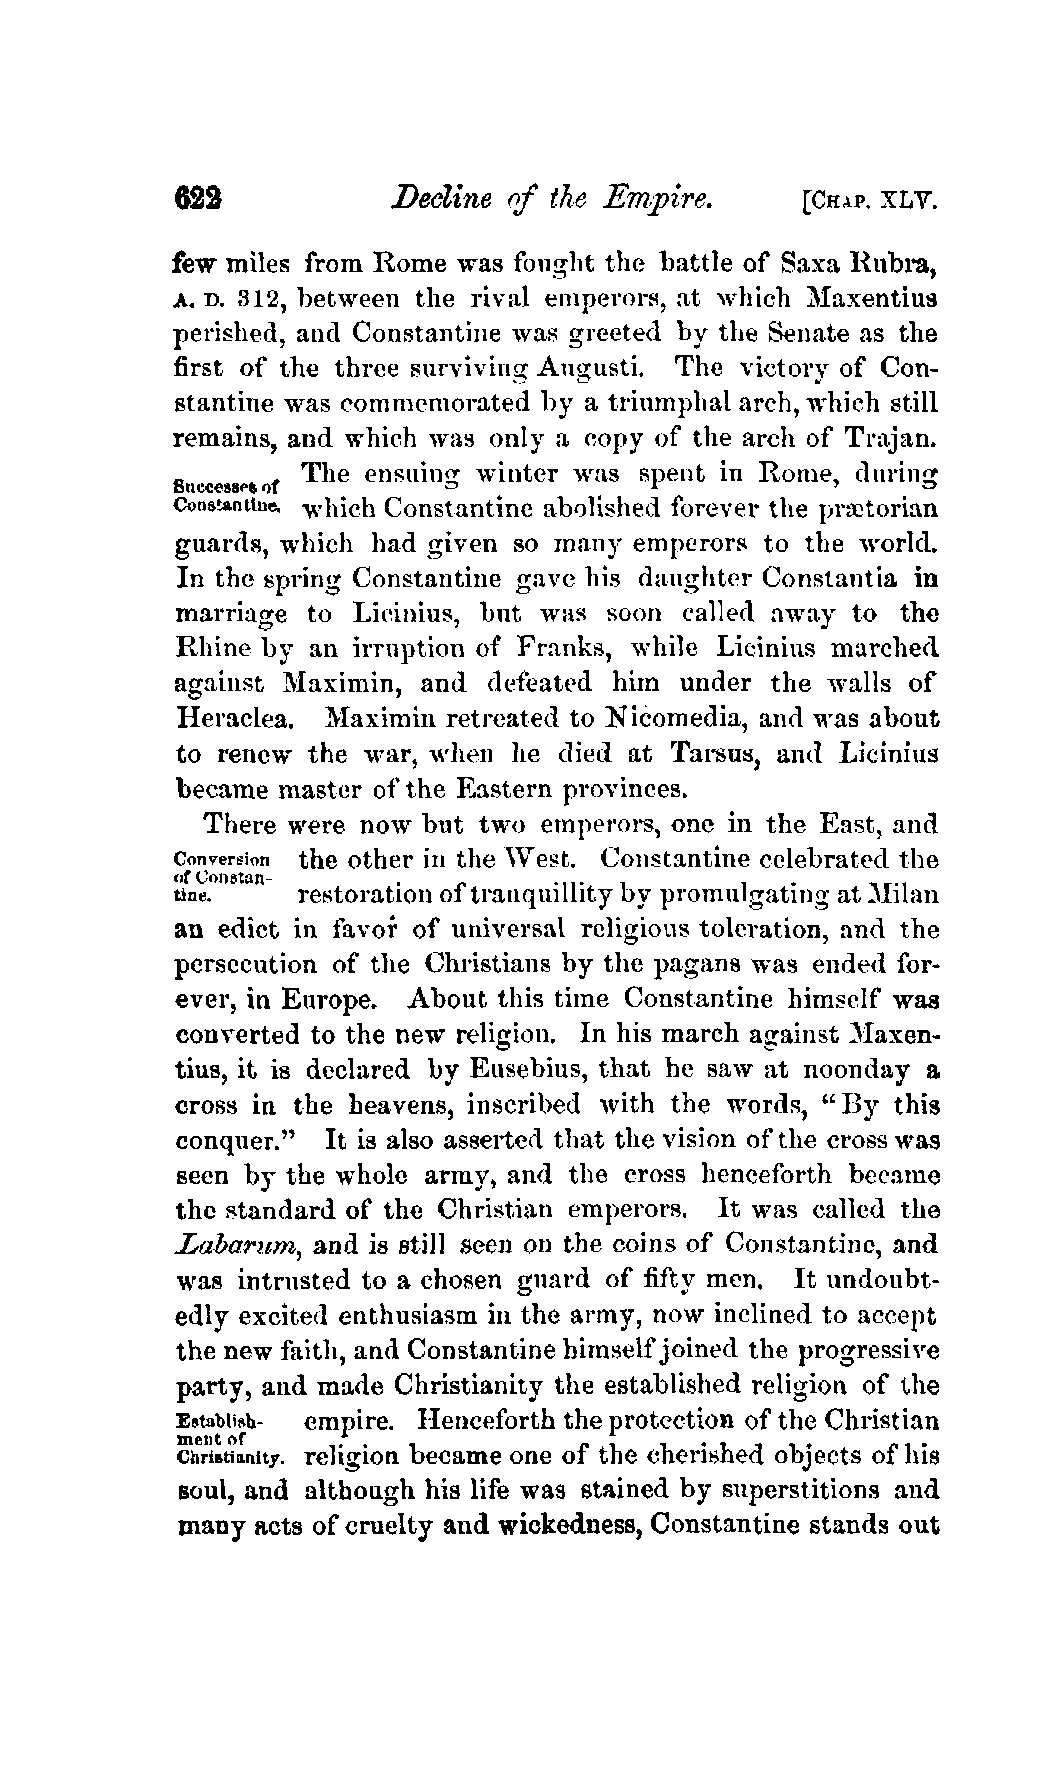 622 Decline of the Empire. [CHAP. XLV.
few miles from Rome was fought the battle of Saxa Rubra,
A. D. 312, between the rival emperors, at which Maxentius
perished, and Constantine was greeted by the Senate as the
first of the three surviving Augusti. The victory of Con-
stantine was commemorated by a triumphal arch, which still
remains, and which was only a copy of the arch of Trajan.
The ensuing winter was spent in Rome, during
Successes of
Constantine. which Constantine abolished forever the prætorian
guards, which had given so many emperors to the world.
In the spring Constantine gave his daughter Constantia in
marriage to Licinius, but was soon called away to the
Rhine by an irruption of Franks, while Licinius marched
against Maximin, and defeated him under the walls of
Heraclea. Maximin retreated to Nicomedia, and was about
to renew the war, when he died at Tarsus, and Licinius
became master of the Eastern provinces.
There were now but two emperors, one in the East, and
Conversion the other in the West. Constantine celebrated the
of Constan-
tine. restoration of tranquillity by promulgating at Milan
an edict in favor of universal religious toleration, and the
persecution of the Christians by the pagans was ended for-
ever, in Europe. About this time Constantine himself was
converted to the new religion. In his march against Maxen-
tius, it is declared by Eusebius, that he saw at noonday a
cross in the heavens, inscribed with the words, "By this
conquer." It is also asserted that the vision of the cross was
seen by the whole army, and the cross henceforth became
the standard of the Christian emperors. It was called the
Labarum, and is still seen on the coins of Constantine, and
was intrusted to a chosen guard of fifty men. It undoubt-
edly excited enthusiasm in the army, now inclined to accept
the new faith, and Constantine himself joined the progressive
party, and made Christianity the established religion of the
Establish- empire. Henceforth the protection of the Christian
ment of
Christianity. religion became one of the cherished objects of his
soul, and although his life was stained by superstitions and
many acts of cruelty and wickedness, Constantine stands out